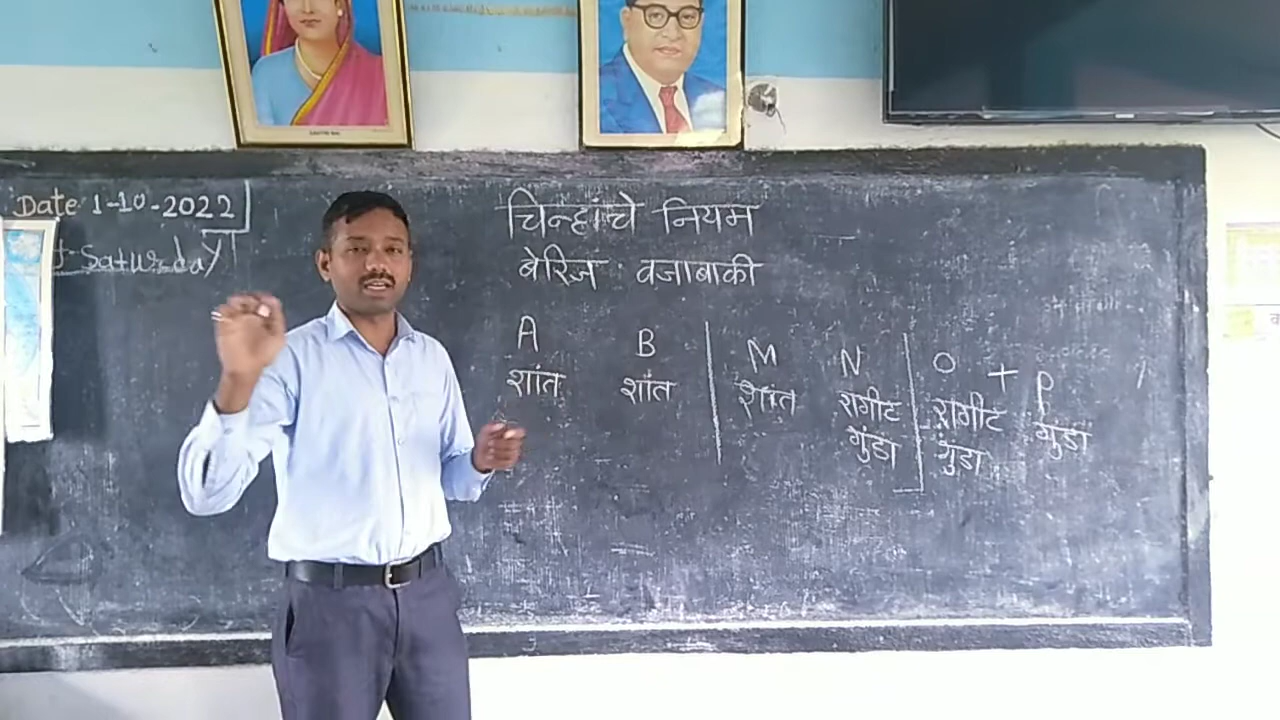 Date 1-10-2022
Saturday
चिन्हांचे नियम
बेरिज : वजाबाकी
A B M N O + P
शांत शांत शांत रागीट रागीट गुंडा
गुंडा गुंडा